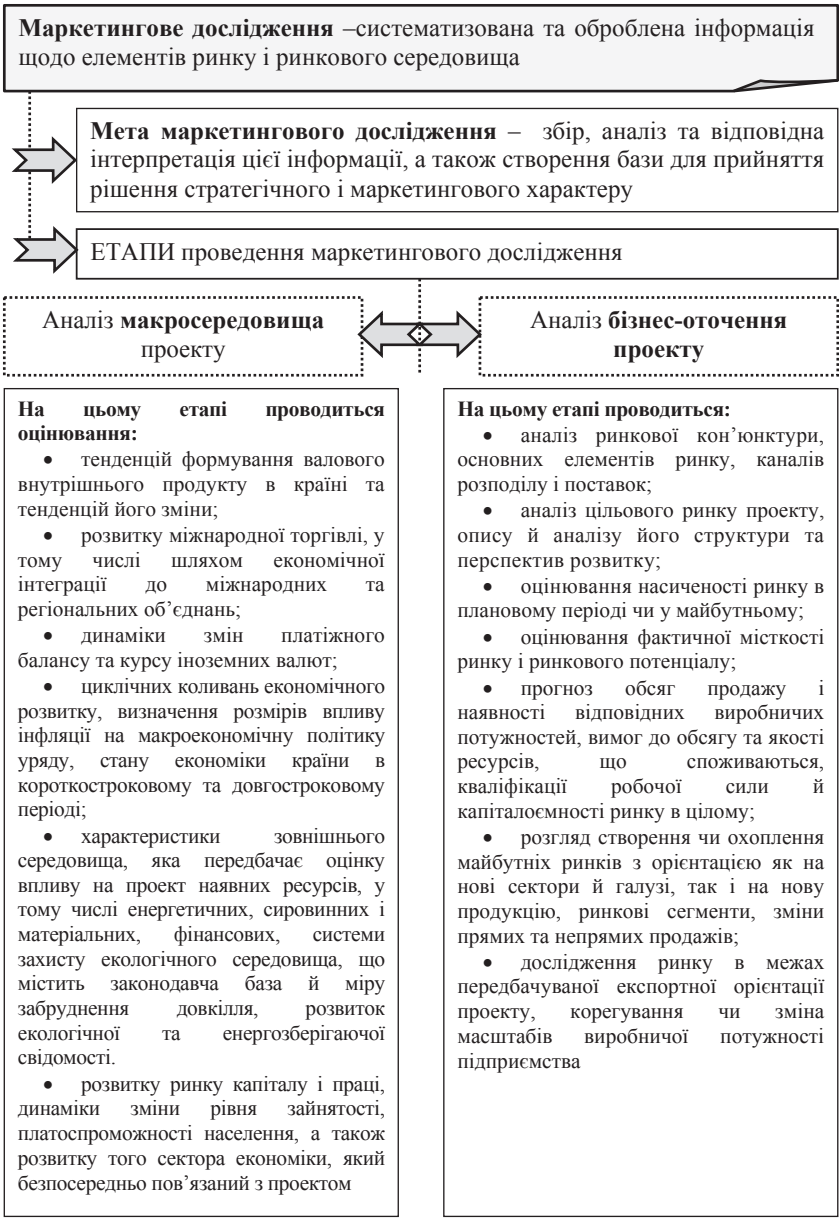 Маркетингове дослідження –систематизована та оброблена інформація
щодо елементів ринку і ринкового середовища
Мета маркетингового дослідження – збір, аналіз та відповідна
інтерпретація цієї інформації, а також створення бази для прийняття
рішення стратегічного і маркетингового характеру
ЕТАПИ проведення маркетингового дослідження
Аналіз макросередовища
проекту
Аналіз бізнес-оточення
проекту
На цьому етапі проводиться
оцінювання:
• тенденцій формування валового
внутрішнього продукту в країні та
тенденцій його зміни;
• розвитку міжнародної торгівлі, у
тому числі шляхом економічної
інтеграції до міжнародних та
регіональних об’єднань;
• динаміки змін платіжного
балансу та курсу іноземних валют;
• циклічних коливань економічного
розвитку, визначення розмірів впливу
інфляції на макроекономічну політику
уряду, стану економіки країни в
короткостроковому та довгостроковому
періоді;
• характеристики зовнішнього
середовища, яка передбачає оцінку
впливу на проект наявних ресурсів, у
тому числі енергетичних, сировинних і
матеріальних, фінансових, системи
захисту екологічного середовища, що
містить законодавча база й міру
забруднення довкілля, розвиток
екологічної та енергозберігаючої
свідомості.
• розвитку ринку капіталу і праці,
динаміки зміни рівня зайнятості,
платоспроможності населення, а також
розвитку того сектора економіки, який
безпосередньо пов’язаний з проектом
На цьому етапі проводиться:
• аналіз ринкової кон’юнктури,
основних елементів ринку, каналів
розподілу і поставок;
• аналіз цільового ринку проекту,
опису й аналізу його структури та
перспектив розвитку;
• оцінювання насиченості ринку в
плановому періоді чи у майбутньому;
• оцінювання фактичної місткості
ринку і ринкового потенціалу;
• прогноз обсяг продажу і
наявності відповідних виробничих
потужностей, вимог до обсягу та якості
ресурсів, що споживаються,
кваліфікації робочої сили й
капіталоємності ринку в цілому;
• розгляд створення чи охоплення
майбутніх ринків з орієнтацією як на
нові сектори й галузі, так і на нову
продукцію, ринкові сегменти, зміни
прямих та непрямих продажів;
• дослідження ринку в межах
передбачуваної експортної орієнтації
проекту, корегування чи зміна
масштабів виробничої потужності
підприємства